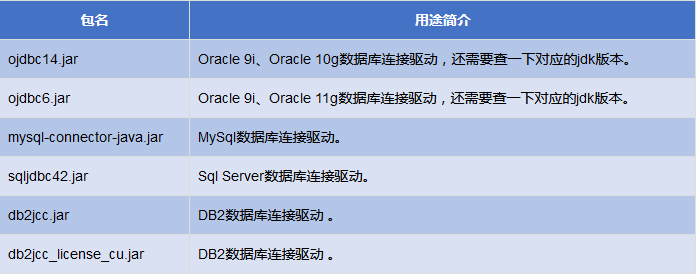 包名 用途简介
ojdbc14.jar Oracle 9i、Oracle 10g数据库连接驱动，还需要查一下对应的jdk版本。
ojdbc6.jar Oracle 9i、Oracle 11g数据库连接驱动，还需要查一下对应的jdk版本。
mysql-connector-java.jar MySql数据库连接驱动。
sqljdbc42.jar Sql Server数据库连接驱动。
db2jcc.jar DB2数据库连接驱动 。
db2jcc_license_cu.jar DB2数据库连接驱动 。